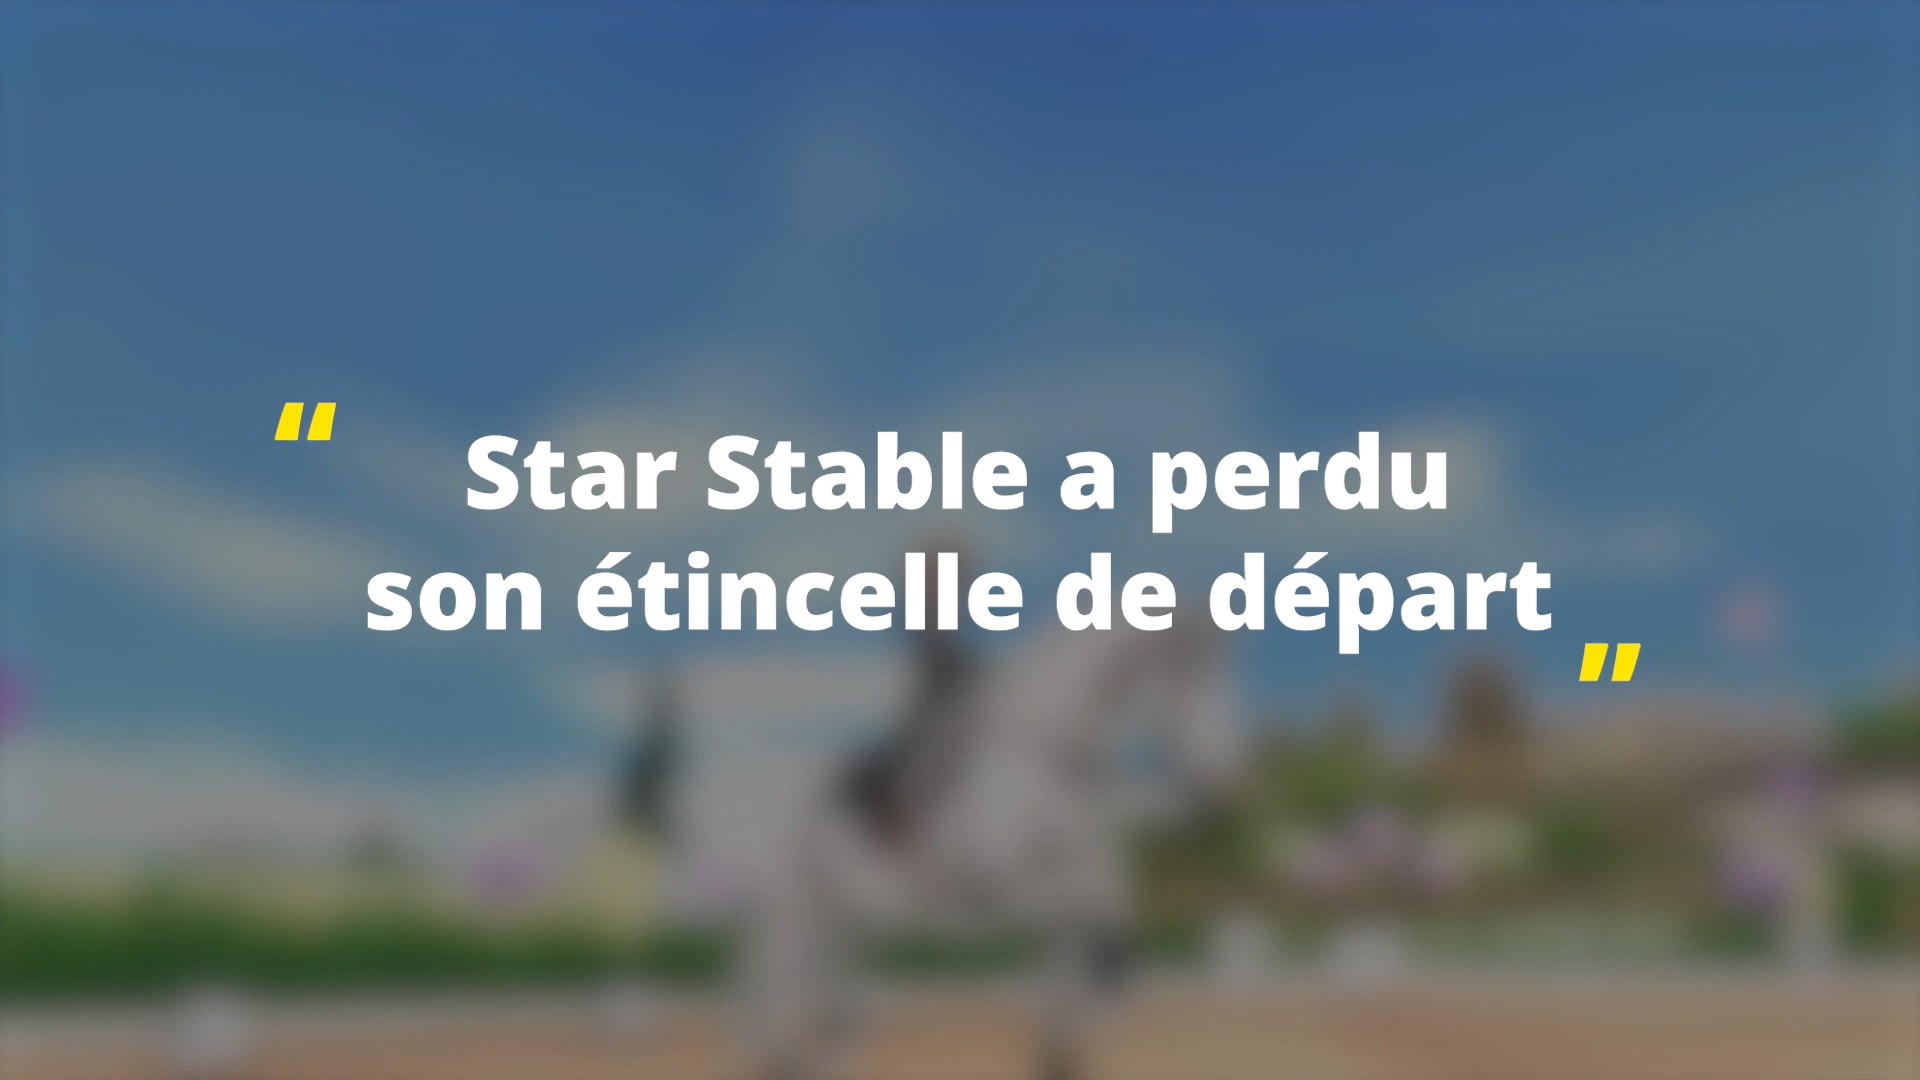 “ Star Stable a perdu
son étincelle de départ ”